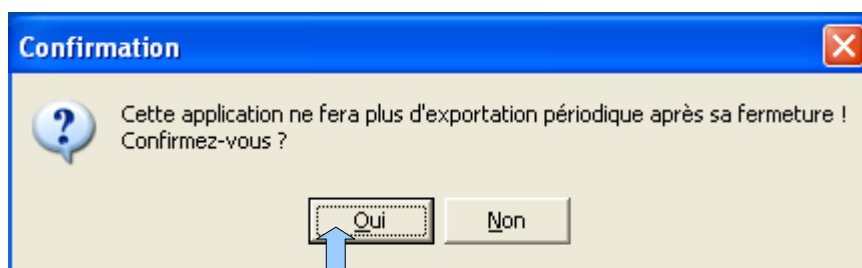 Confirmation
Cette application ne fera plus d'exportation périodique après sa fermeture !
Confirmez-vous ?
Oui
Non